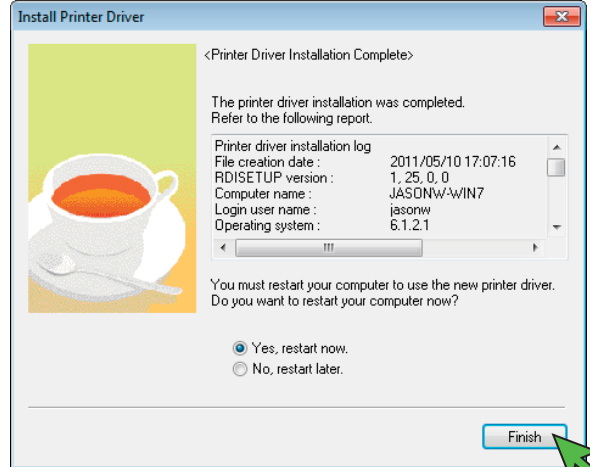 Install Printer Driver
<Printer Driver Installation Complete>
The printer driver installation was completed.
Refer to the following report.
Printer driver installation log
File creation date : 2011/05/10 17:07:16
RDISETUP version : 1, 25, 0, 0
Computer name : JASONW-WIN7
Login user name : jasonw
Operating system : 6.1.2.1
You must restart your computer to use the new printer driver.
Do you want to restart your computer now?
Yes, restart now.
No, restart later.
Finish